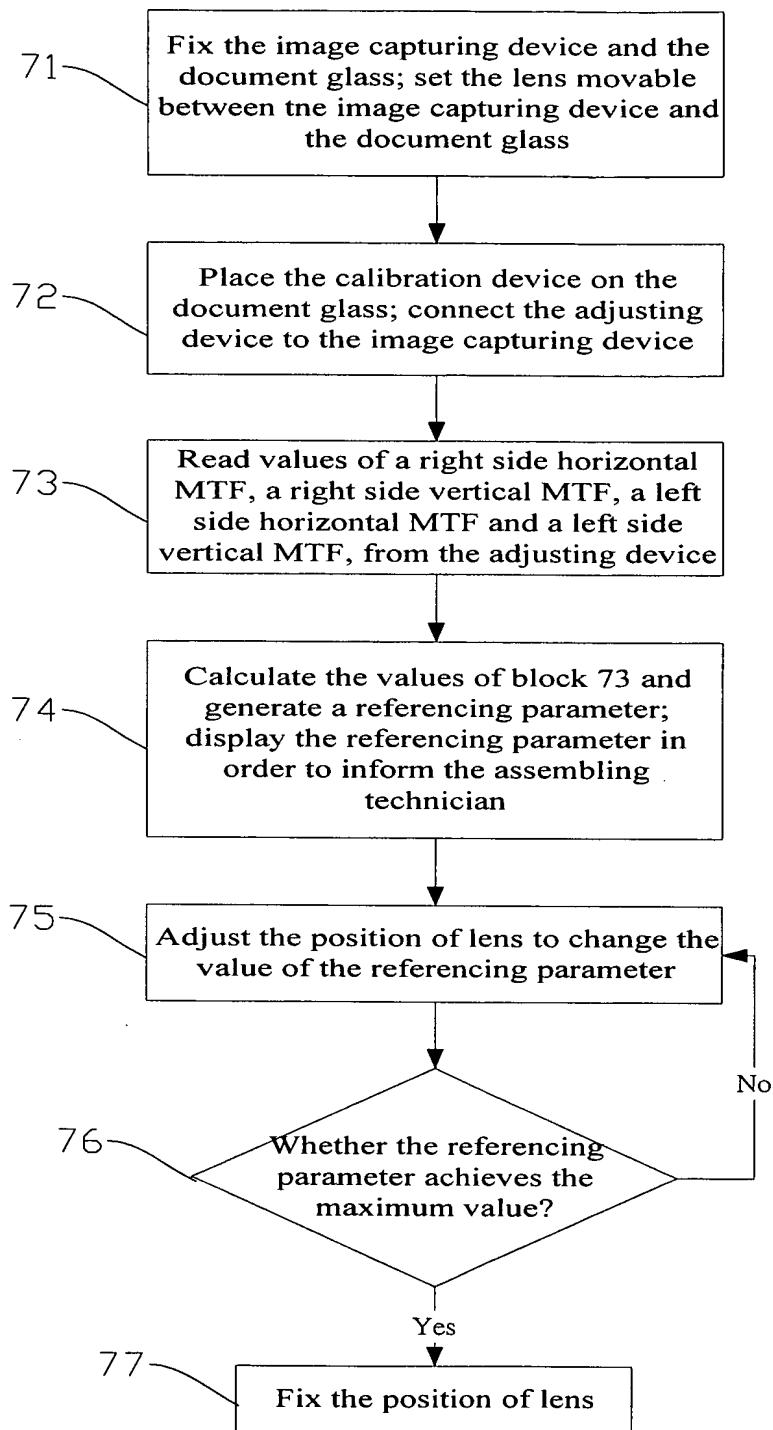 71
Fix the image capturing device and the
document glass; set the lens movable
between tne image capturing device and
the document glass
72
Place the calibration device on the
document glass; connect the adjusting
device to the image capturing device
73
Read values of a right side horizontal
MTF, a right side vertical MTF, a left
side horizontal MTF and a left side
vertical MTF, from the adjusting device
74
Calculate the values of block 73 and
generate a referencing parameter;
display the referencing parameter in
order to inform the assembling
technician
75
Adjust the position of lens to change the
value of the referencing parameter
No
76
Whether the referencing
parameter achieves the
maximum value?
Yes
77
Fix the position of lens